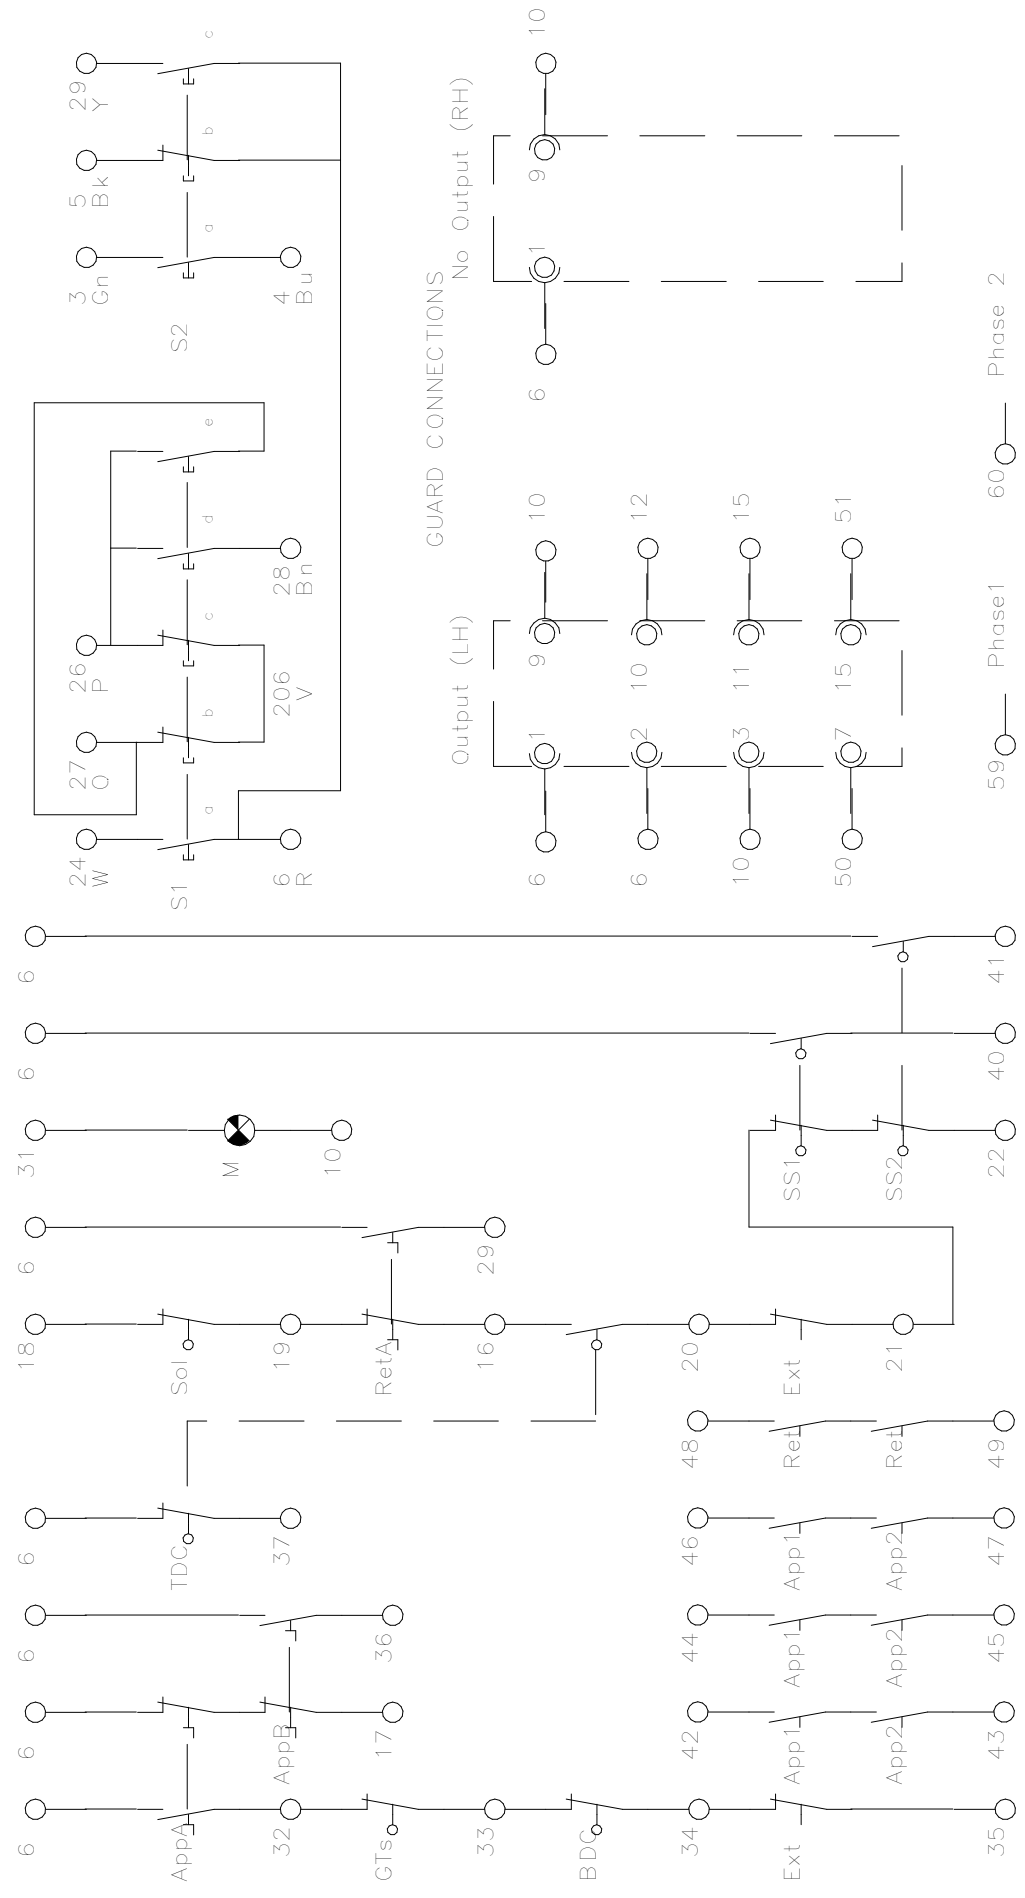 29
Y
c
5
Bk
b
3
Gn
a
4
Bu
S2
e
d
28
Bn
26
P
c
206
V
27
O
b
24
W
a
6
R
S1
10
No Output (RH)
9
1
6
GUARD CONNECTIONS
Output (LH)
10
12
15
51
9
10
11
15
1
2
3
7
6
6
10
50
60
Phase 2
59
Phase1
6
41
6
40
31
M
10
SS1
SS2
22
6
29
18
Sol
19
RetA
16
20
Ext
21
48
Ret
Ret
49
6
TDC
37
46
App1
App2
47
6
36
44
App1
App2
45
6
AppB
17
42
App1
App2
43
6
AppA
32
GTs
33
BDC
34
Ext
35